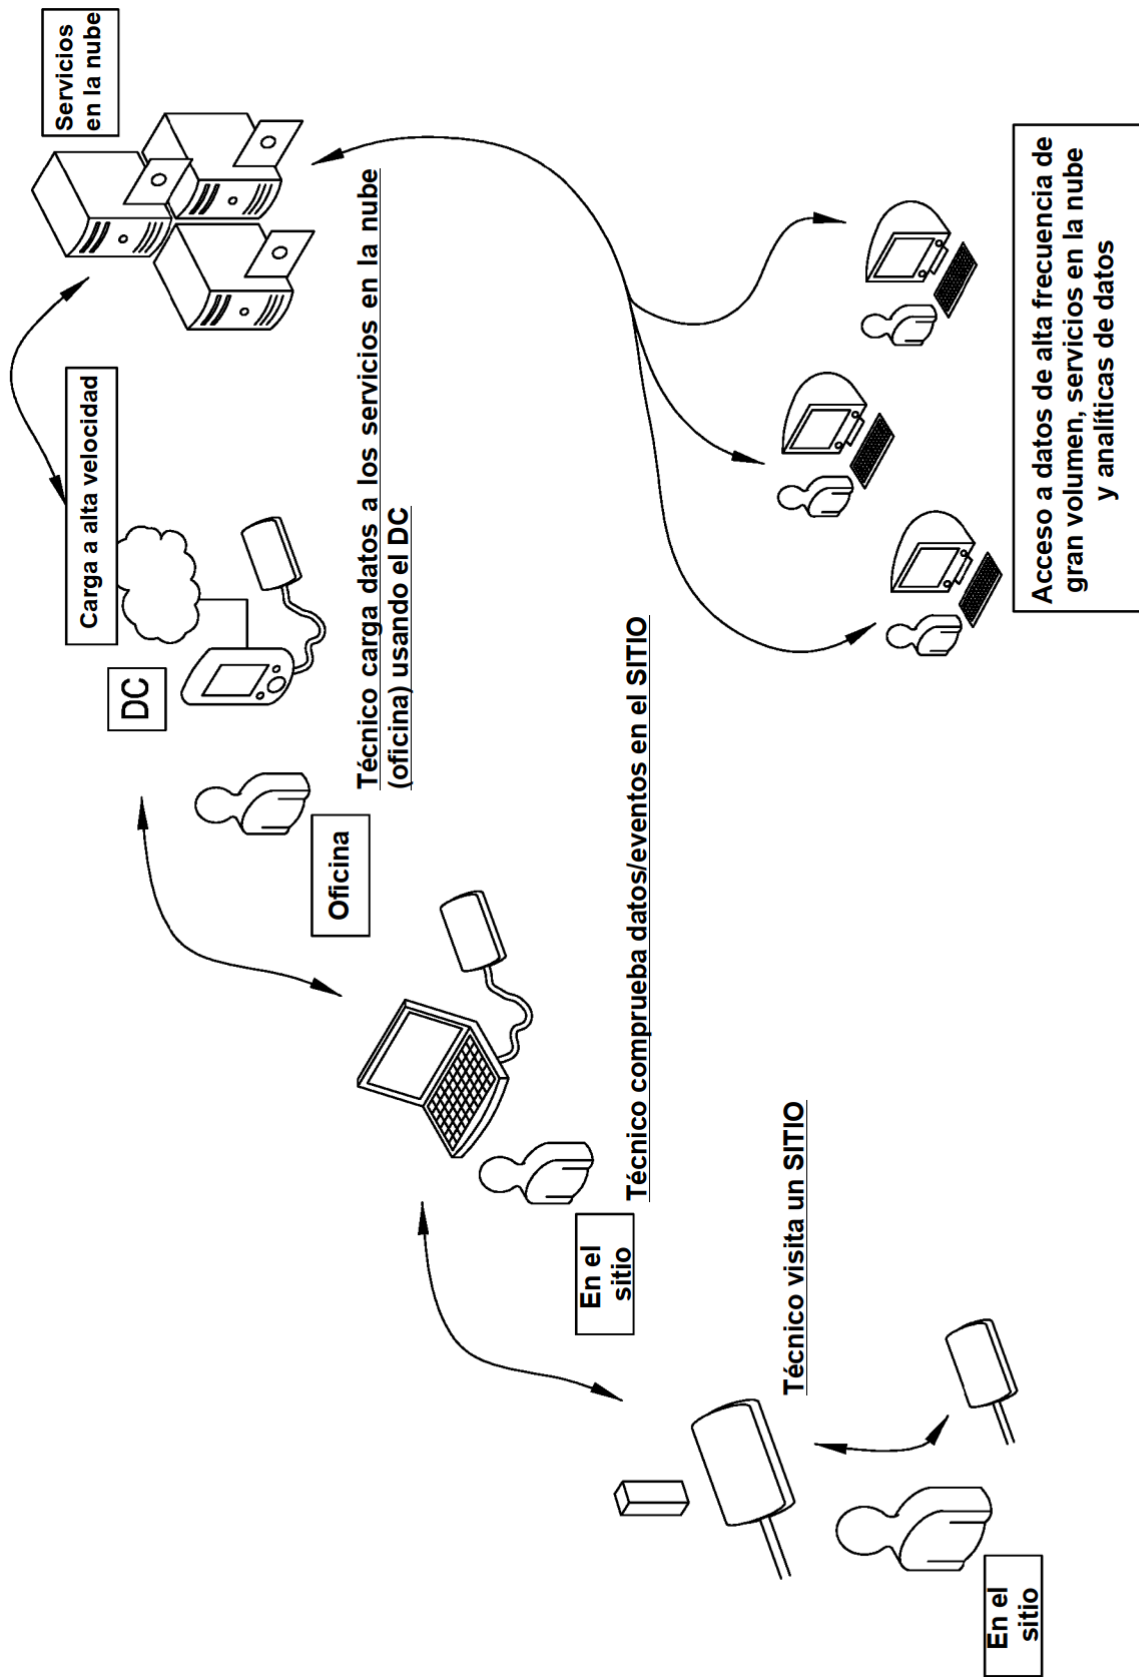 Servicios
en la nube
Carga a alta velocidad
DC
Técnico carga datos a los servicios en la nube
(oficina) usando el DC
Oficina
Técnico comprueba datos/eventos en el SITIO
En el
sitio
Técnico visita un SITIO
En el
sitio
Acceso a datos de alta frecuencia de
gran volumen, servicios en la nube
y analíticas de datos